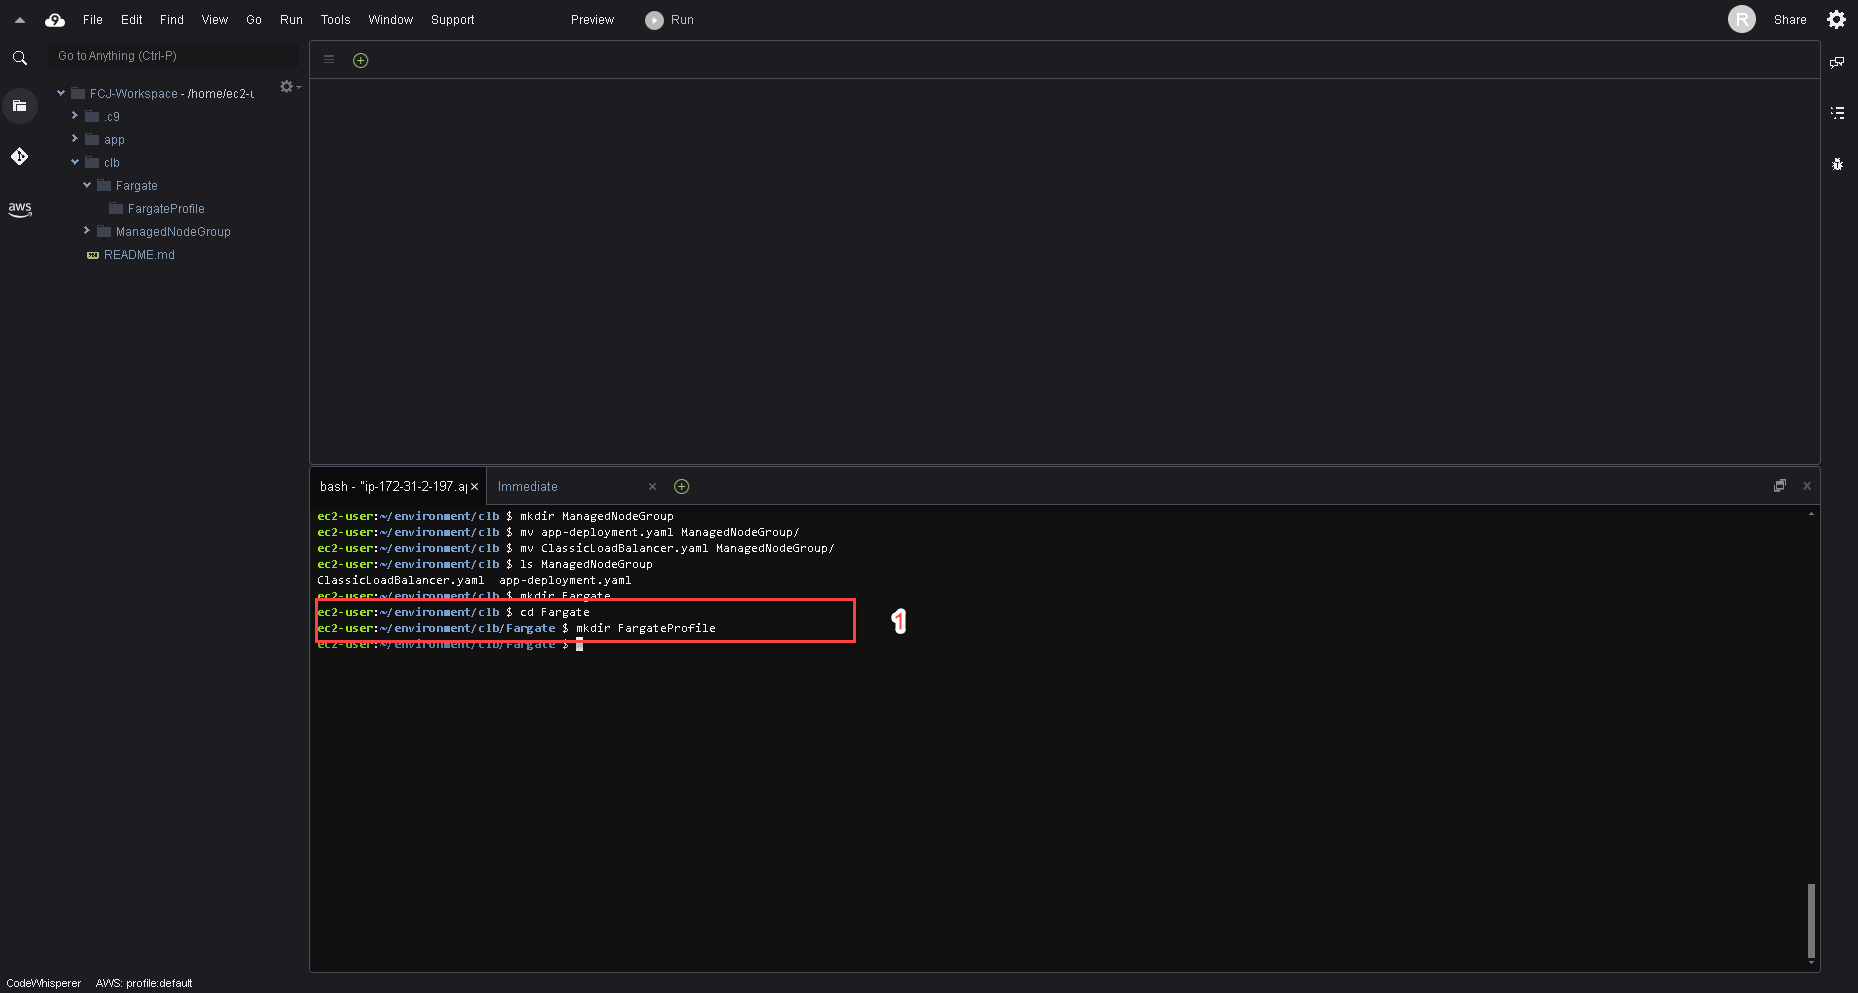 File Edit Find View Go Run Tools Window Support Preview Run R Share
Go to Anything (Ctrl-P)
FCJ-Workspace - /home/ec2-u
.c9
app
clb
Fargate
FargateProfile
ManagedNodeGroup
README.md
aws
bash - "ip-172-31-2-197.ap Immediate
ec2-user:~/environment/clb $ mkdir ManagedNodeGroup
ec2-user:~/environment/clb $ mv app-deployment.yaml ManagedNodeGroup/
ec2-user:~/environment/clb $ mv ClassicLoadBalancer.yaml ManagedNodeGroup/
ec2-user:~/environment/clb $ ls ManagedNodeGroup
ClassicLoadBalancer.yaml app-deployment.yaml
ec2-user:~/environment/clb $ mkdir Fargate
ec2-user:~/environment/clb $ cd Fargate
ec2-user:~/environment/clb/Fargate $ mkdir FargateProfile
ec2-user:~/environment/clb/Fargate $
1
CodeWhisperer AWS: profile:default